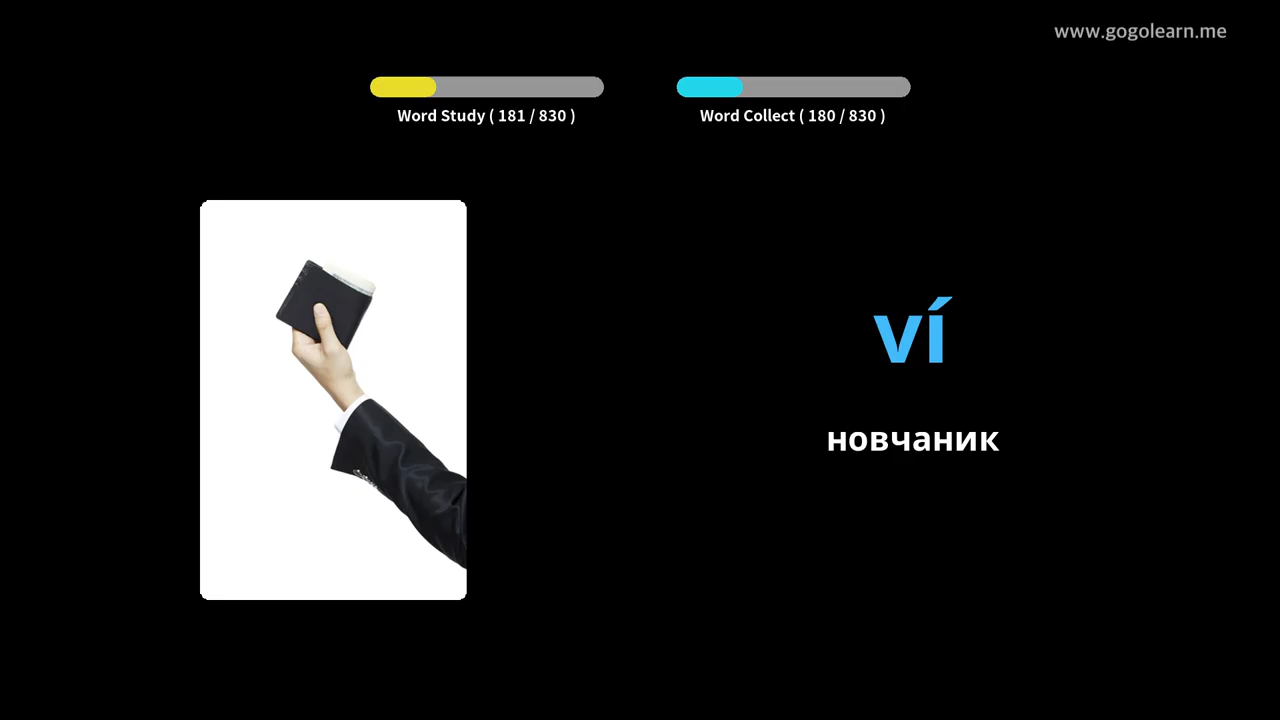 www.gogolearn.me
Word Study ( 181 / 830 )
Word Collect ( 180 / 830 )
ví
новчаник